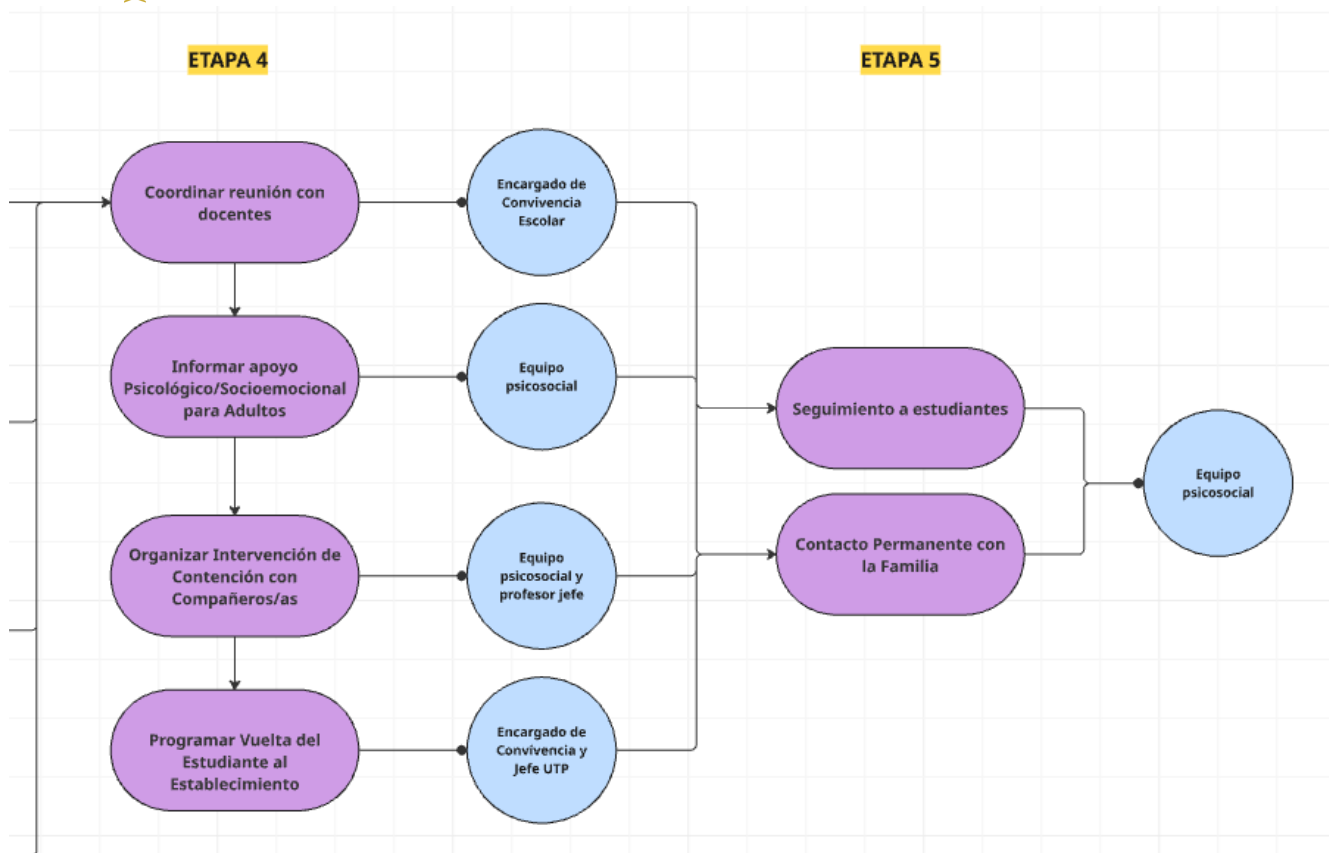 ETAPA 4
ETAPA 5
Coordinar reunión con
docentes
Encargado de
Convivencia
Escolar
Informar apoyo
Psicológico/Socioemocional
para Adultos
Equipo
psicosocial
Organizar Intervención de
Contención con
Compañeros/as
Equipo
psicosocial y
profesor jefe
Programar Vuelta del
Estudiante al
Establecimiento
Encargado de
Convivencia y
Jefe UTP
Seguimiento a estudiantes
Contacto Permanente con
la Familia
Equipo
psicosocial